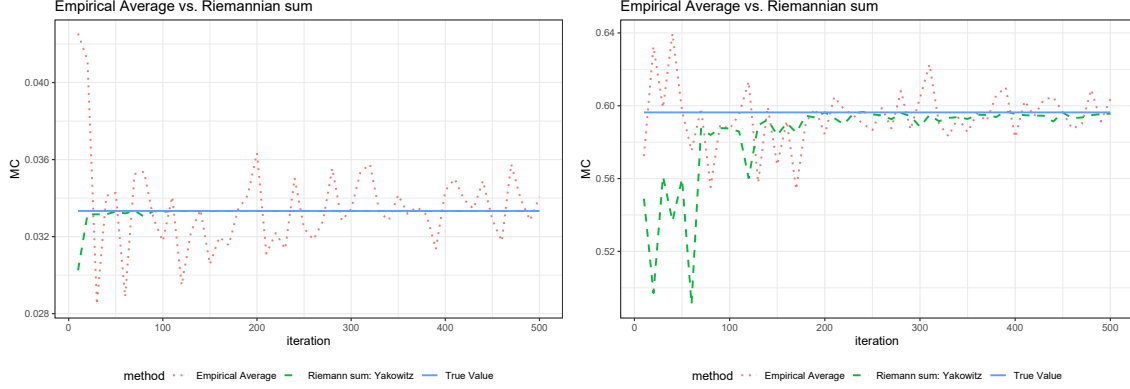 Empirical Average vs. Riemannian sum
MC
0.040
0.036
0.032
0.028
0 100 200 300 400 500
iteration
method Empirical Average Riemann sum: Yakowitz True Value
Empirical Average vs. Riemannian sum
MC
0.64
0.60
0.56
0.52
0 100 200 300 400 500
iteration
method Empirical Average Riemann sum: Yakowitz True Value